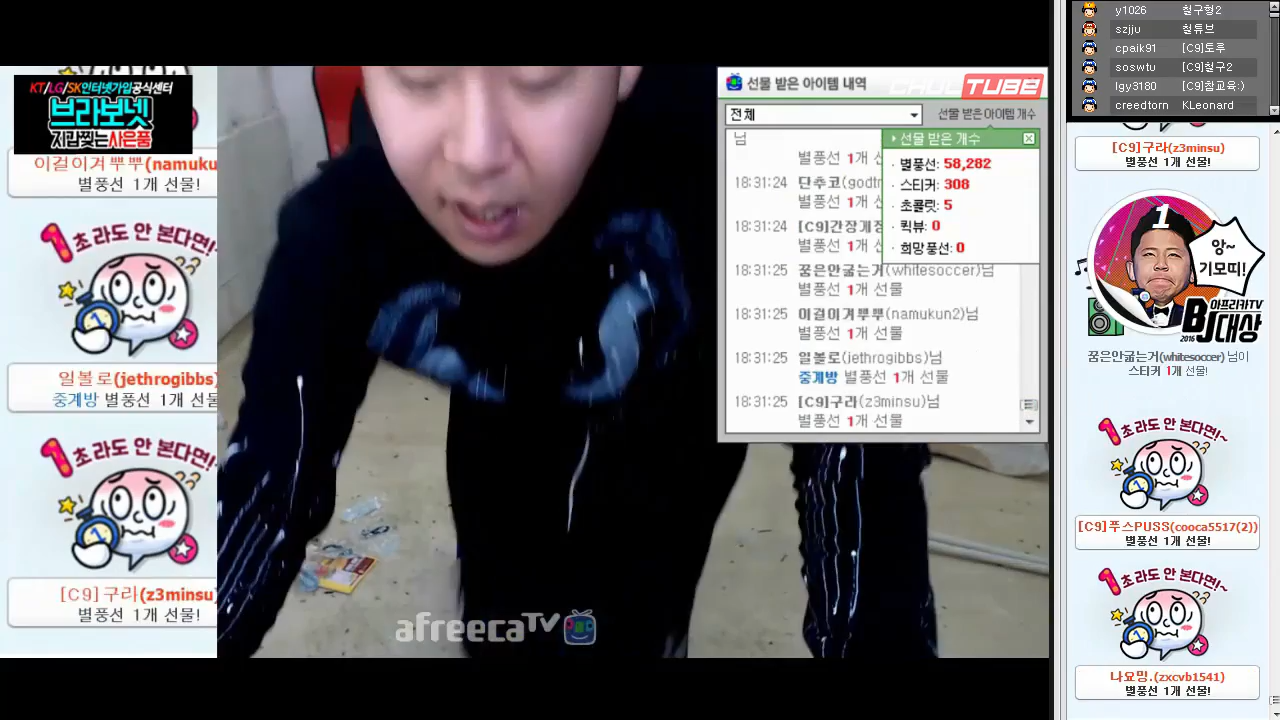 KT/LG/SK인터넷가입공식센터
브라보넷
지갑찢는사은품
이걸이겨뿌뿌(namuku
별풍선 1개 선물!
1초라도 안 본다면!
일볼로(jethrogibbs)
중계방 별풍선 1개 선물
1초라도 안 본다면!
[C9]구라(z3minsu)
별풍선 1개 선물!
afreecaTV
선물 받은 아이템 내역
CHULTUBE
전체
선물 받은 아이템 개수
님
별풍선 1개 선
18:31:24 단추코(godtm
별풍선 1개 선
18:31:24 [C9]간장게장
별풍선 1개 선
18:31:25 꿈은안굶는거(whitesoccer)님
별풍선 1개 선물
18:31:25 이걸이겨뿌뿌(namukun2)님
별풍선 1개 선물
18:31:25 일볼로(jethrogibbs)님
중계방 별풍선 1개 선물
18:31:25 [C9]구라(z3minsu)님
별풍선 1개 선물
선물 받은 개수
별풍선: 58,282
스티커: 308
초콜릿: 5
퀵뷰: 0
희망풍선: 0
y1026 칠구형2
szjju 칠튜브
cpaik91 [C9]토우
soswtu [C9]칠구2
lgy3180 [C9]참교육:)
creedtorn KLeonard
[C9]구라(z3minsu)
별풍선 1개 선물!
1
앙~
기모띠!
아프리카TV
BJ대상
2016
꿈은안굶는거(whitesoccer) 님이
스티커 1개 선물!
1초라도 안 본다면!~
[C9]푸스PUSS(cooca5517(2))
별풍선 1개 선물!
1초라도 안 본다면!~
나요밍.(zxcvb1541)
별풍선 1개 선물!